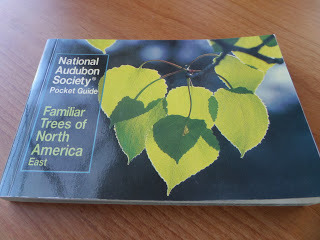 National
Audubon
Society®
Pocket Guide
Familiar
Trees of
North
America
East